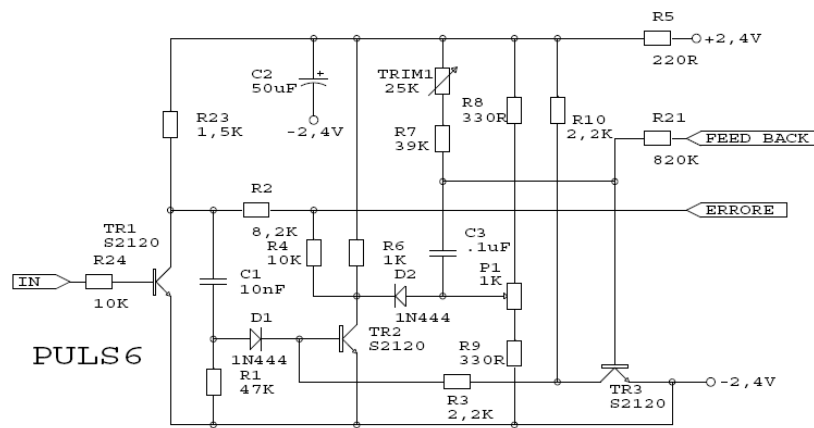 R5
+2,4V
220R
C2
50uF
-2,4V
TRIM1
25K
R8
330R
R10
2,2K
R21
820K
FEED BACK
R23
1,5K
R7
39K
R2
8,2K
ERRORE
TR1
S2120
R24
10K
IN
R4
10K
R6
1K
C3
.1uF
C1
10nF
D2
1N444
P1
1K
D1
1N444
TR2
S2120
R9
330R
PULS6
R1
47K
R3
2,2K
TR3
S2120
-2,4V